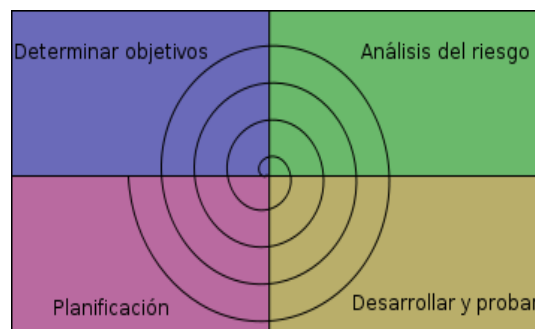 Determinar objetivos
Análisis del riesgo
Planificación
Desarrollar y probar